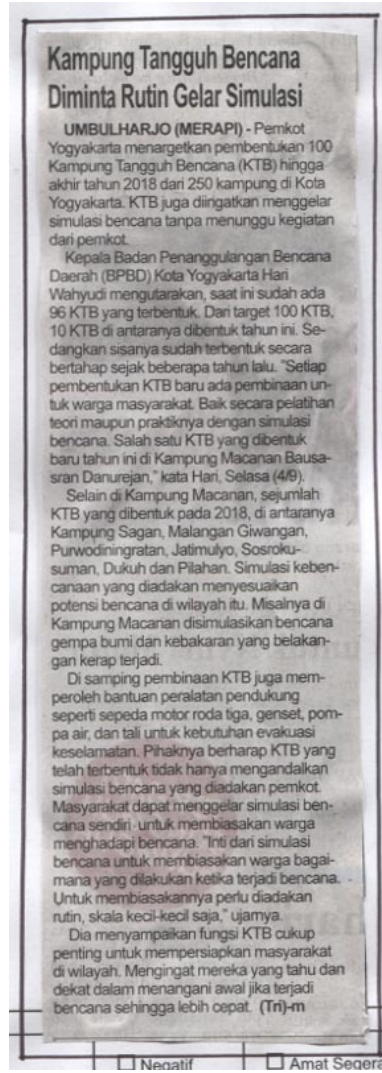 Kampung Tangguh Bencana
Diminta Rutin Gelar Simulasi
UMBULHARJO (MERAPI) - Pemkot
Yogyakarta menargetkan pembentukan 100
Kampung Tangguh Bencana (KTB) hingga
akhir tahun 2018 dari 250 kampung di Kota
Yogyakarta. KTB juga diingatkan menggelar
simulasi bencana tanpa menunggu kegiatan
dari pemkot.
Kepala Badan Penanggulangan Bencana
Daerah (BPBD) Kota Yogyakarta Hari
Wahyudi mengutarakan, saat ini sudah ada
96 KTB yang terbentuk. Dari target 100 KTB,
10 KTB di antaranya dibentuk tahun ini. Se-
dangkan sisanya sudah terbentuk secara
bertahap sejak beberapa tahun lalu. "Setiap
pembentukan KTB baru ada pembinaan un-
tuk warga masyarakat. Baik secara pelatihan
teori maupun praktiknya dengan simulasi
bencana. Salah satu KTB yang dibentuk
baru tahun ini di Kampung Macanan Bausa-
sran Danurejan," kata Hari, Selasa (4/9).
Selain di Kampung Macanan, sejumlah
KTB yang dibentuk pada 2018, di antaranya
Kampung Sagan, Malangan Giwangan,
Purwodiningratan, Jatimulyo, Sosroku-
suman, Dukuh dan Pilahan. Simulasi keben-
canaan yang diadakan menyesuaikan
potensi bencana di wilayah itu. Misalnya di
Kampung Macanan disimulasikan bencana
gempa bumi dan kebakaran yang belakan-
gan kerap terjadi.
Di samping pembinaan KTB juga mem-
peroleh bantuan peralatan pendukung
seperti sepeda motor roda tiga, genset, pom-
pa air, dan tali untuk kebutuhan evakuasi
keselamatan. Pihaknya berharap KTB yang
telah terbentuk tidak hanya mengandalkan
simulasi bencana yang diadakan pemkot.
Masyarakat dapat menggelar simulasi ben-
cana sendiri untuk membiasakan warga
menghadapi bencana. "Inti dari simulasi
bencana untuk membiasakan warga bagai-
mana yang dilakukan ketika terjadi bencana.
Untuk membiasakannya perlu diadakan
rutin, skala kecil-kecil saja," ujarnya.
Dia menyampaikan fungsi KTB cukup
penting untuk mempersiapkan masyarakat
di wilayah. Mengingat mereka yang tahu dan
dekat dalam menangani awal jika terjadi
bencana sehingga lebih cepat. (Tri)-m
Negatif
Amat Segera